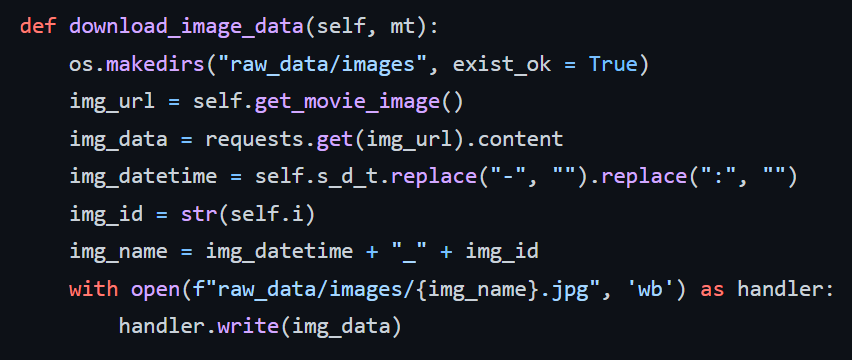 def download_image_data(self, mt):
    os.makedirs("raw_data/images", exist_ok = True)
    img_url = self.get_movie_image()
    img_data = requests.get(img_url).content
    img_datetime = self.s_d_t.replace("-", "").replace(":", "")
    img_id = str(self.i)
    img_name = img_datetime + "_" + img_id
    with open(f"raw_data/images/{img_name}.jpg", 'wb') as handler:
        handler.write(img_data)